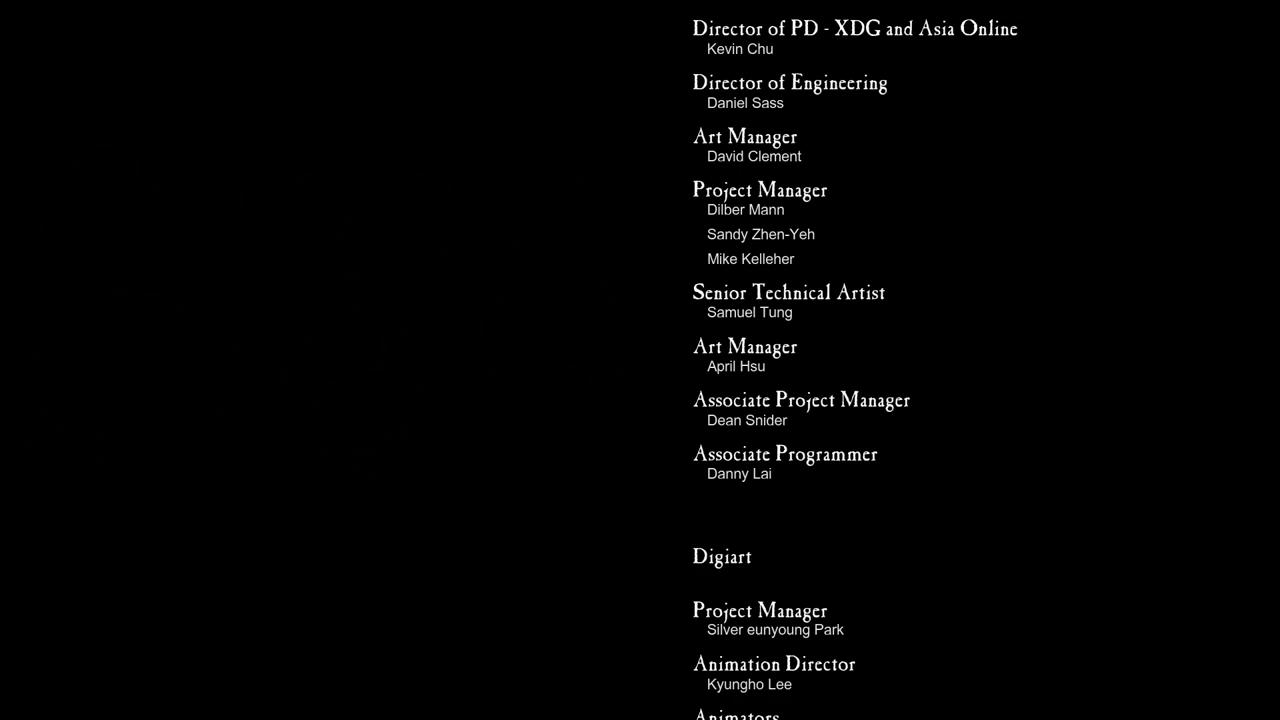 Director of PD - XDG and Asia Online
Kevin Chu
Director of Engineering
Daniel Sass
Art Manager
David Clement
Project Manager
Dilber Mann
Sandy Zhen-Yeh
Mike Kelleher
Senior Technical Artist
Samuel Tung
Art Manager
April Hsu
Associate Project Manager
Dean Snider
Associate Programmer
Danny Lai
Digiart
Project Manager
Silver eunyoung Park
Animation Director
Kyungho Lee
Animators